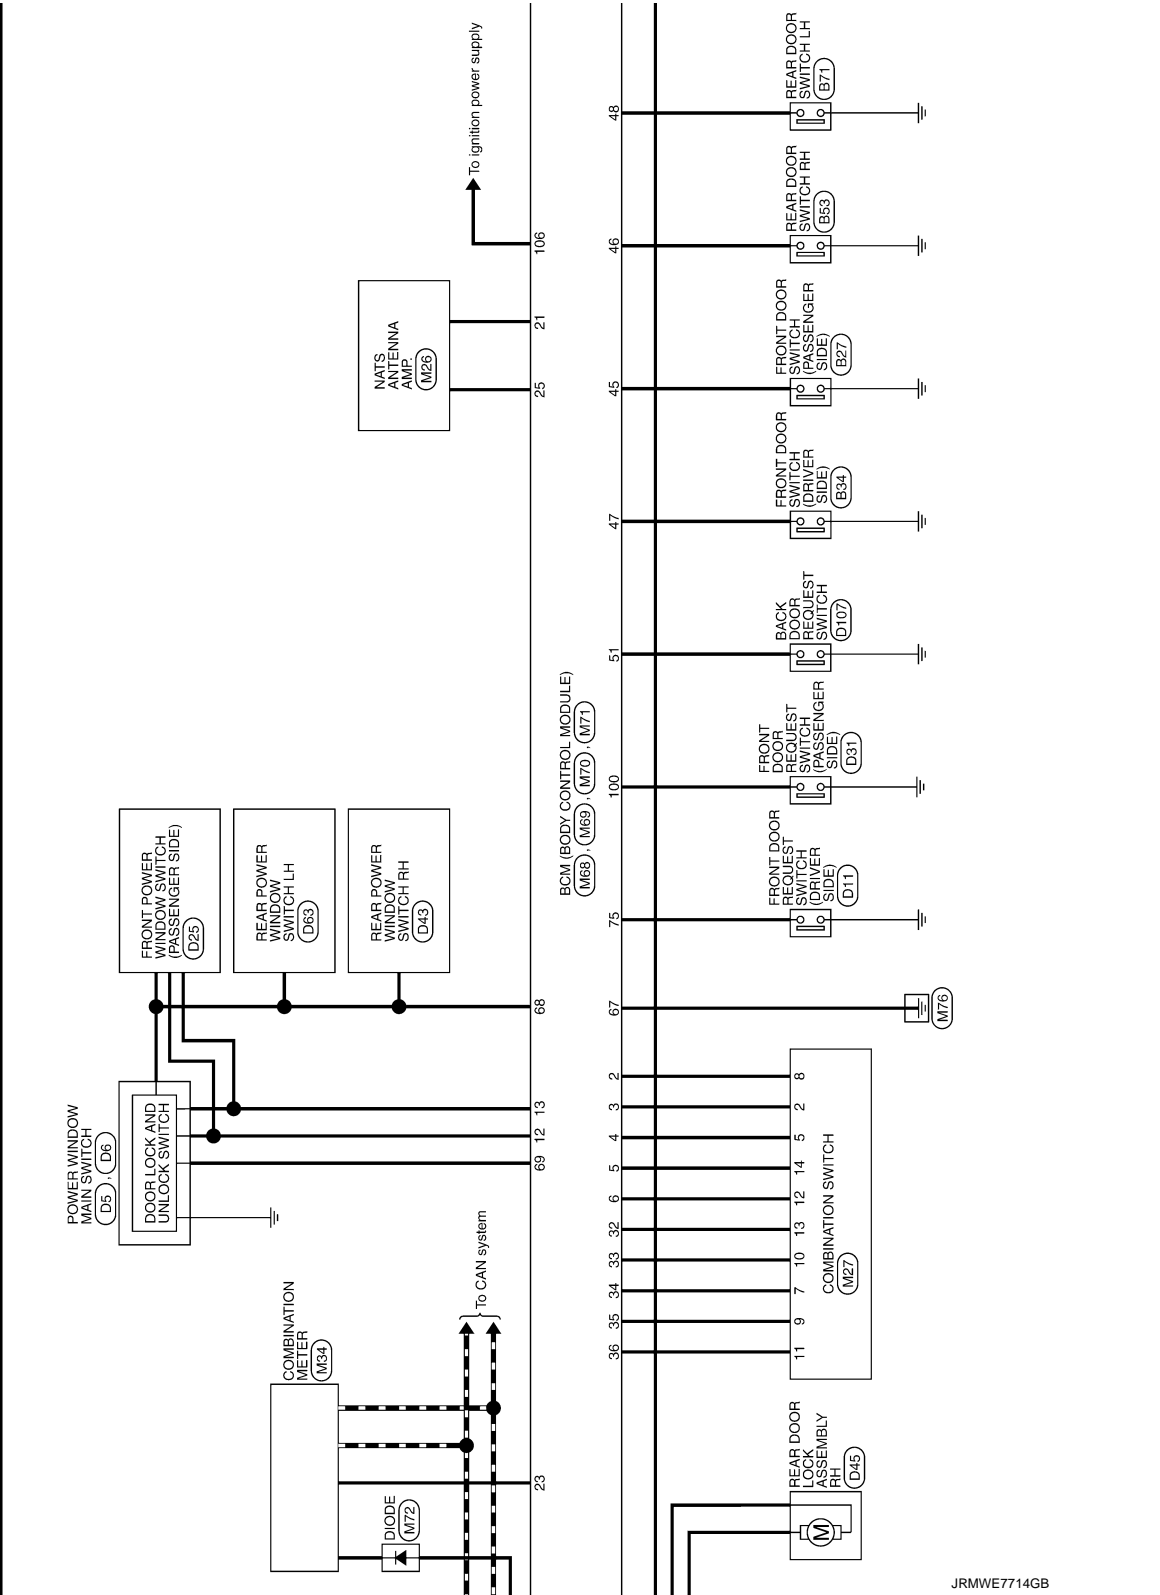 POWER WINDOW
MAIN SWITCH
D5 , D6
DOOR LOCK AND
UNLOCK SWITCH
FRONT POWER
WINDOW SWITCH
(PASSENGER SIDE)
D25
REAR POWER
WINDOW
SWITCH LH
D63
REAR POWER
WINDOW
SWITCH RH
D43
COMBINATION
METER
M34
DIODE
M72
To CAN system
NATS
ANTENNA
AMP.
M26
To ignition power supply
23
69
12
13
68
25
21
106
BCM (BODY CONTROL MODULE)
M68 , M69 , M70 , M71
36
35
34
33
32
6
5
4
3
2
67
75
100
51
47
45
46
48
REAR DOOR
LOCK
ASSEMBLY
RH
D45
M
11
9
7
10
13
12
14
5
2
8
COMBINATION SWITCH
M27
M76
FRONT DOOR
REQUEST
SWITCH
(DRIVER
SIDE)
D11
FRONT
DOOR
REQUEST
SWITCH
(PASSENGER
SIDE)
D31
BACK
DOOR
REQUEST
SWITCH
D107
FRONT DOOR
SWITCH
(DRIVER
SIDE)
B34
FRONT DOOR
SWITCH
(PASSENGER
SIDE)
B27
REAR DOOR
SWITCH RH
B53
REAR DOOR
SWITCH LH
B71
JRMWE7714GB